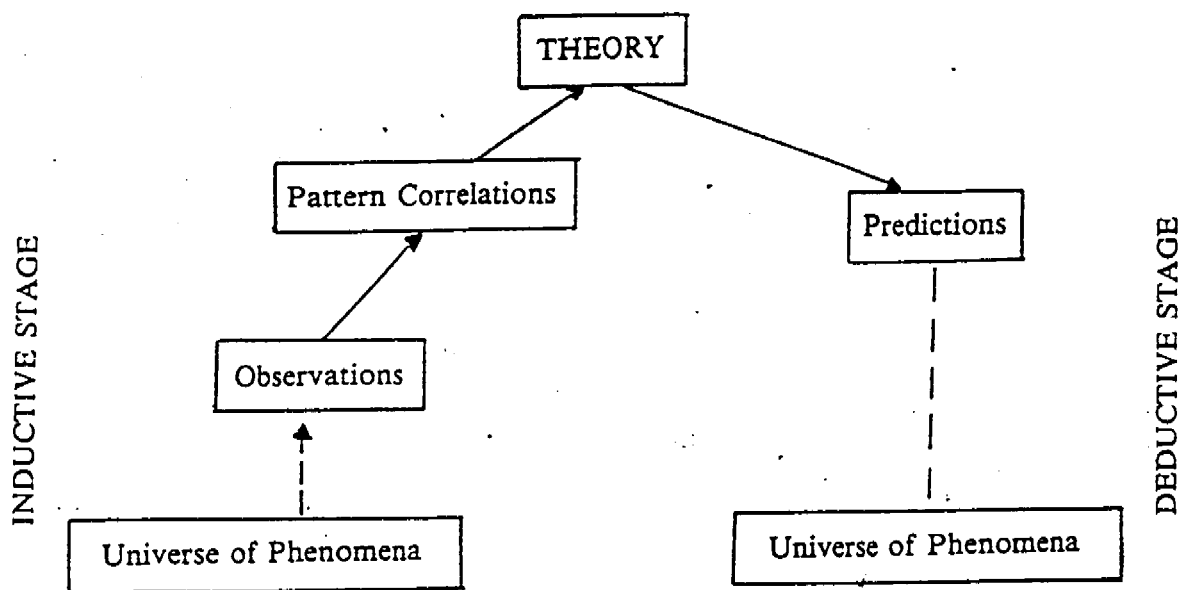 THEORY
Pattern Correlations
Predictions
INDUCTIVE STAGE
DEDUCTIVE STAGE
Observations
Universe of Phenomena
Universe of Phenomena